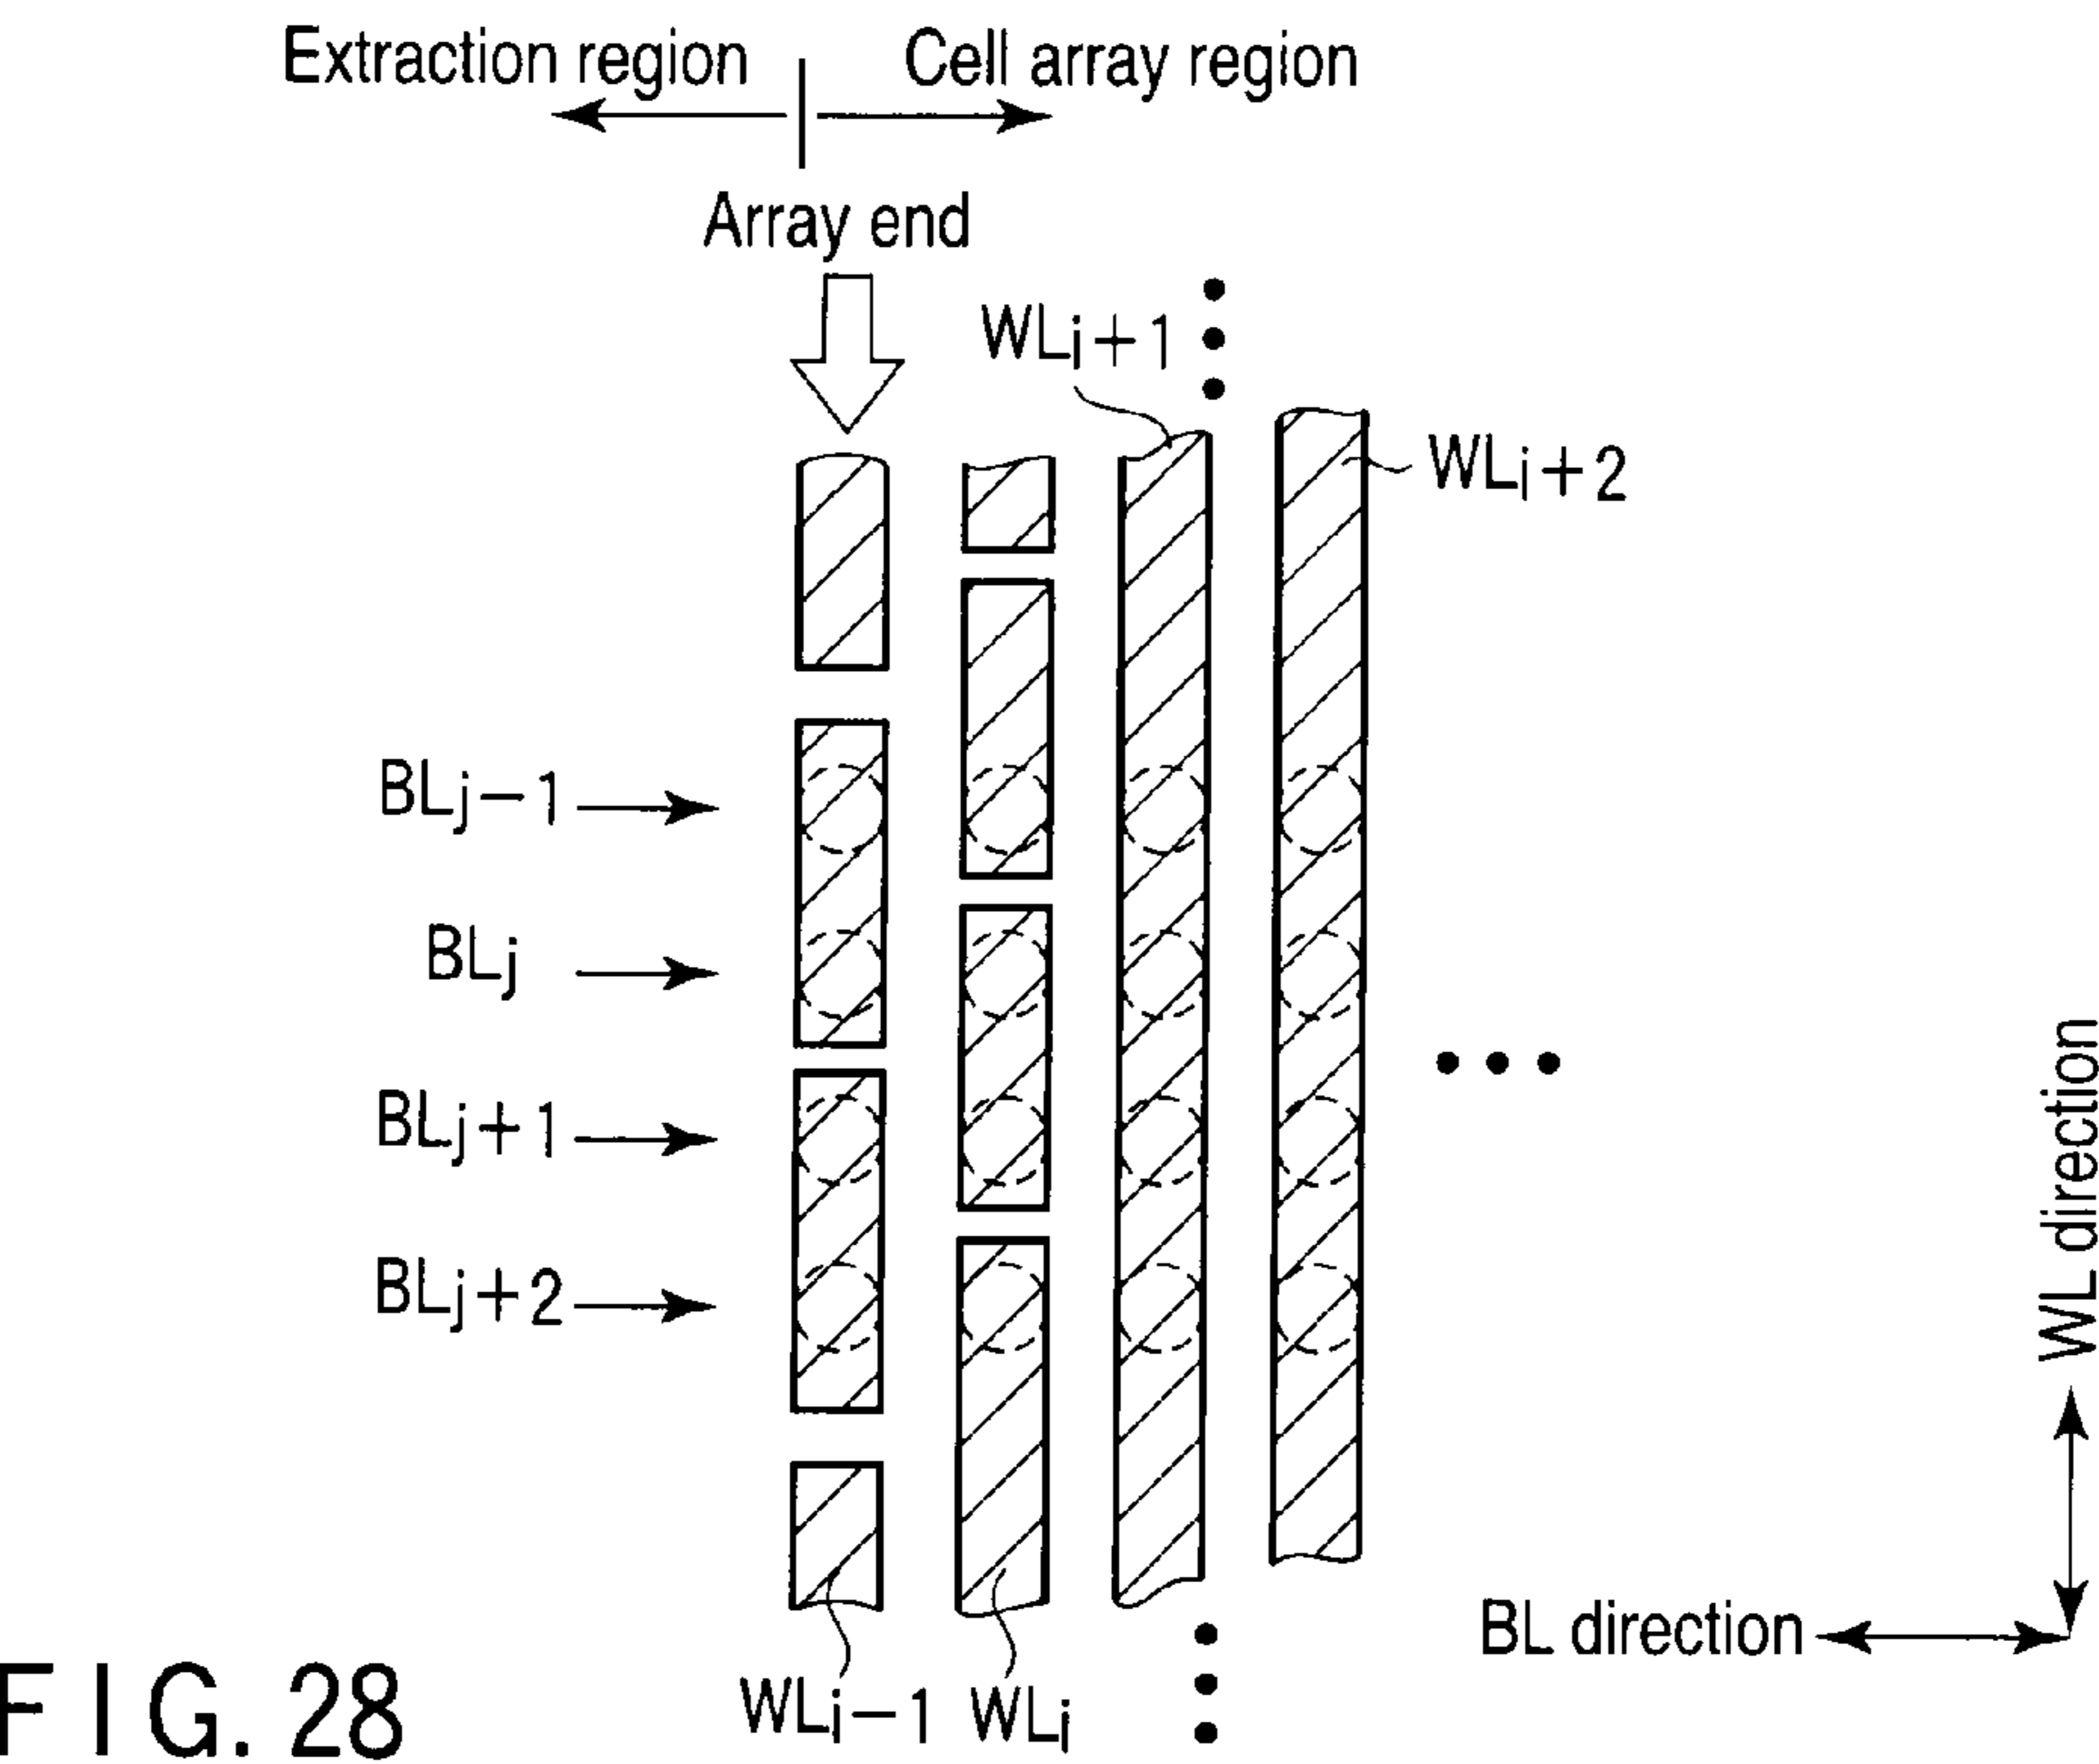 Extraction region
Cell array region
Array end
WLi+1
WLi+2
BLj-1
BLj
BLj+1
BLj+2
WL direction
BL direction
WLi-1
WLi
FIG. 28